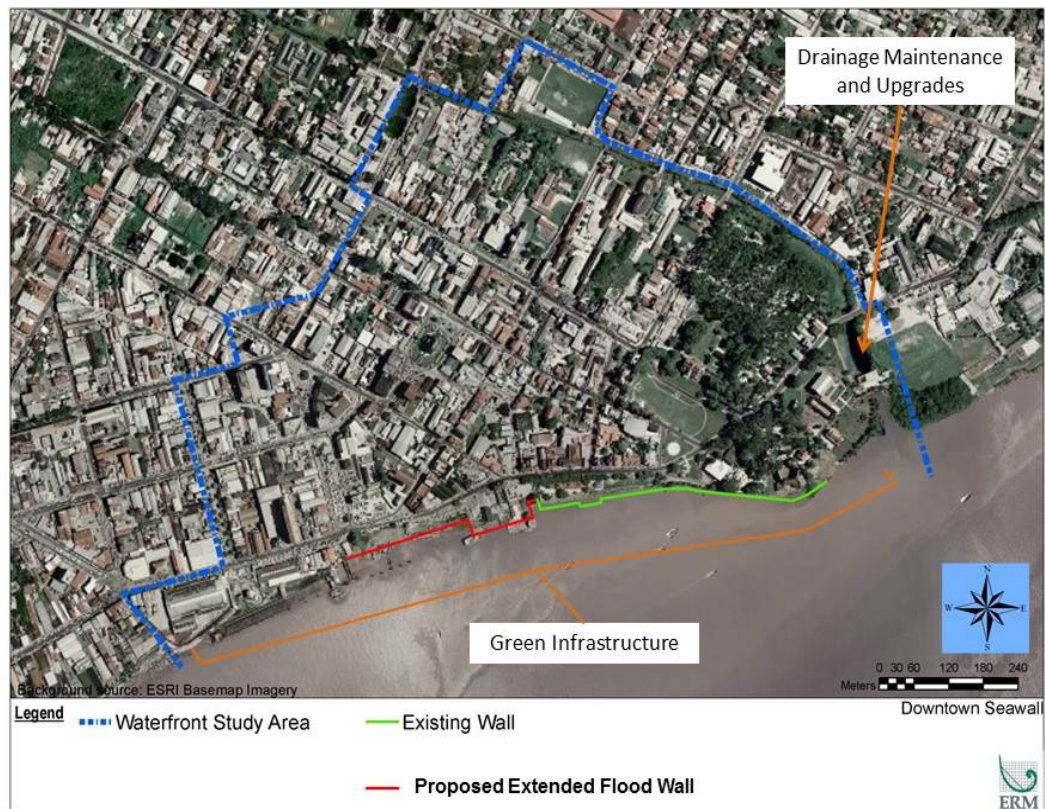 Drainage Maintenance
and Upgrades
Green Infrastructure
N
W E
S
0 30 60 120 180 240
Meters
Background source: ESRI Basemap Imagery
Downtown Seawall
Legend
Waterfront Study Area
Existing Wall
Proposed Extended Flood Wall
ERM